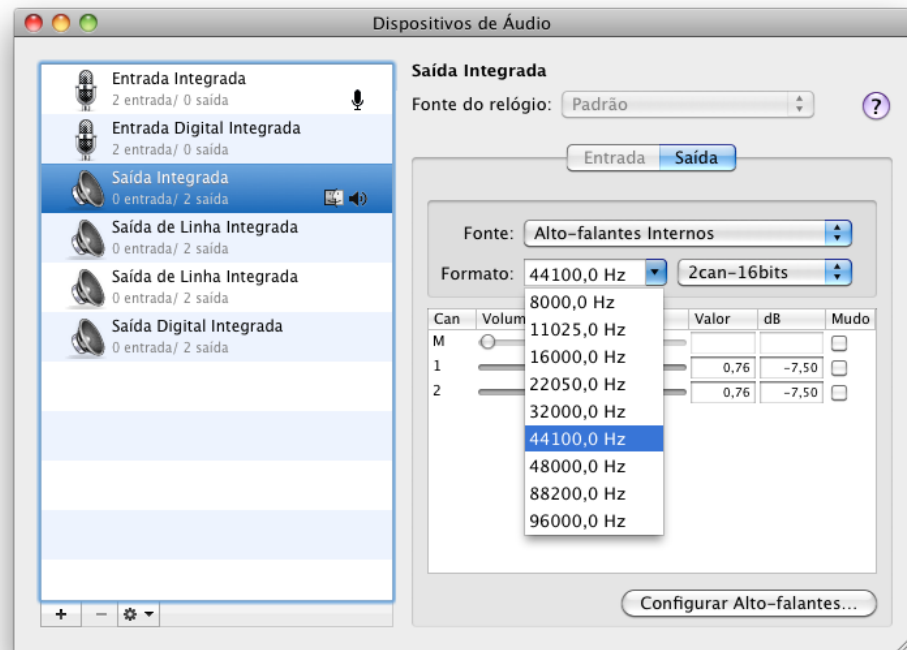 Dispositivos de Áudio
Entrada Integrada
2 entrada/ 0 saída
Entrada Digital Integrada
2 entrada/ 0 saída
Saída Integrada
0 entrada/ 2 saída
Saída de Linha Integrada
0 entrada/ 2 saída
Saída de Linha Integrada
0 entrada/ 2 saída
Saída Digital Integrada
0 entrada/ 2 saída
+ −
Saída Integrada
Fonte do relógio: Padrão ?
Entrada Saída
Fonte: Alto-falantes Internos
Formato: 44100,0 Hz 2can-16bits
8000,0 Hz
11025,0 Hz
16000,0 Hz
22050,0 Hz
32000,0 Hz
44100,0 Hz
48000,0 Hz
88200,0 Hz
96000,0 Hz
Can Valor dB Mudo
M
1 0,76 -7,50
2 0,76 -7,50
Configurar Alto-falantes...